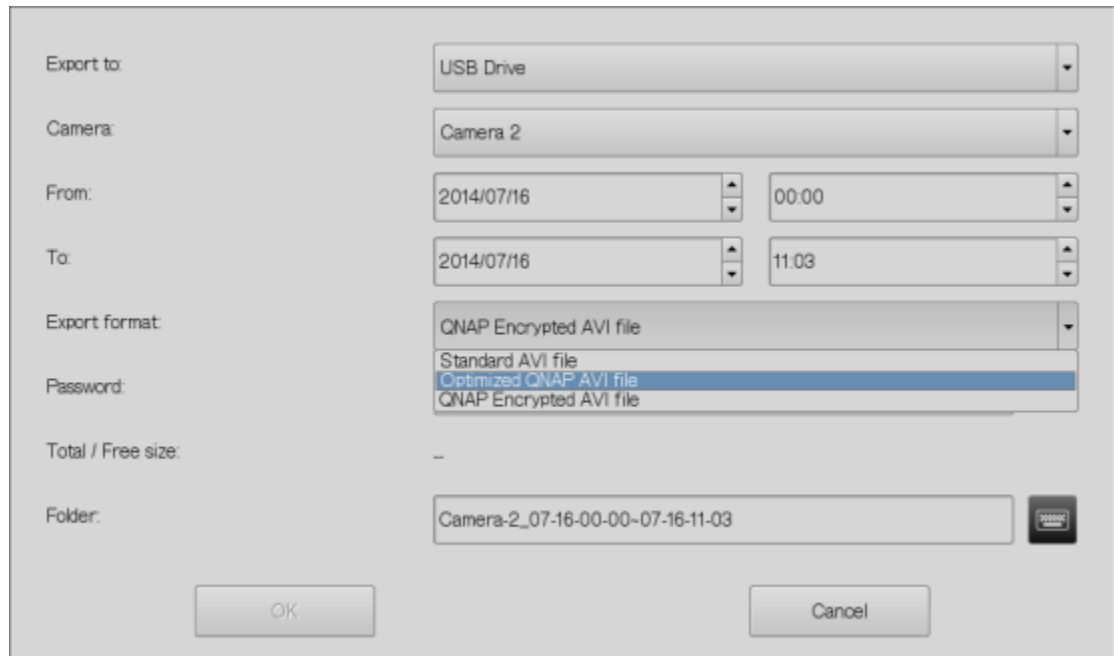 Export to: USB Drive
Camera: Camera 2
From: 2014/07/16 00:00
To: 2014/07/16 11:03
Export format: QNAP Encrypted AVI file
Standard AVI file
Optimized QNAP AVI file
Password:
QNAP Encrypted AVI file
Total / Free size: --
Folder: Camera-2_07-16-00-00~07-16-11-03
OK Cancel